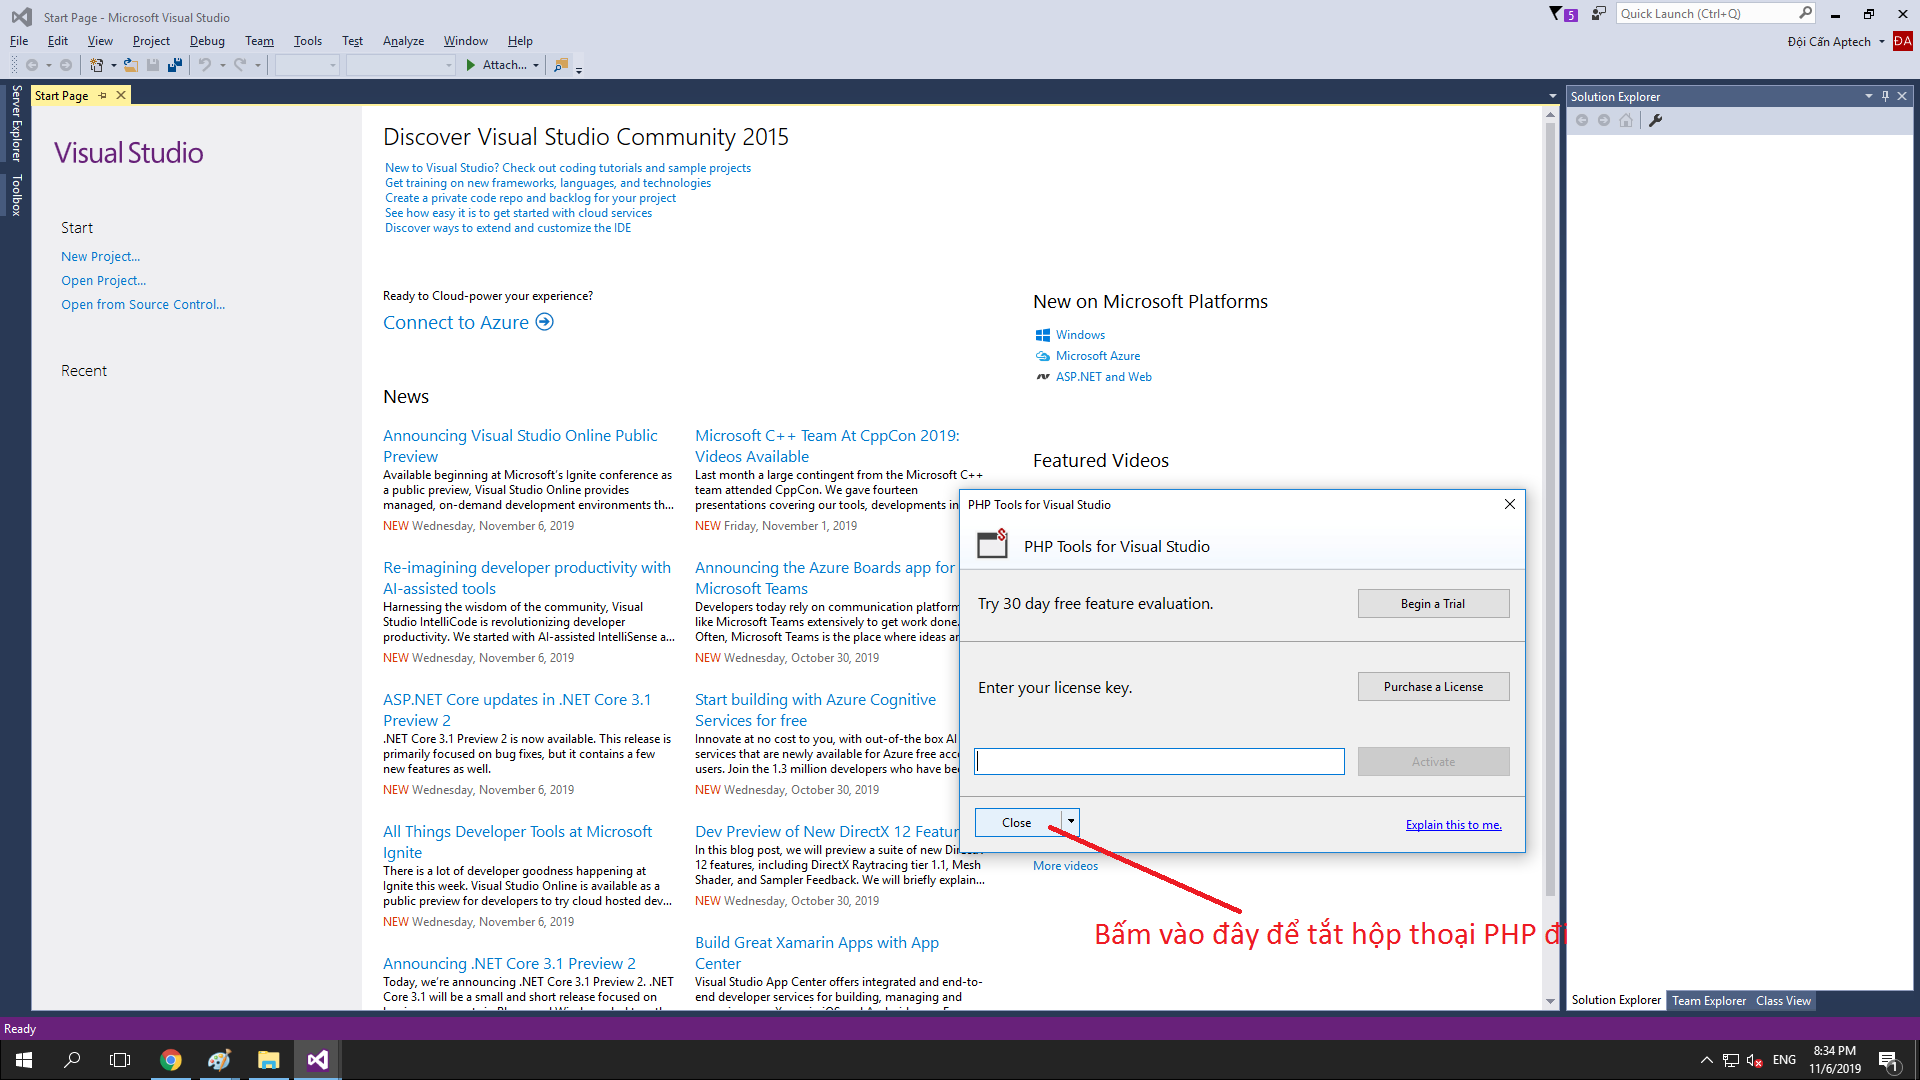 Start Page - Microsoft Visual Studio
5
Quick Launch (Ctrl+Q)
File Edit View Project Debug Team Tools Test Analyze Window Help
Đội Cấn Aptech
ĐA
Attach...
Server Explorer
Toolbox
Start Page
Visual Studio
Start
New Project...
Open Project...
Open from Source Control...
Recent
Discover Visual Studio Community 2015
New to Visual Studio? Check out coding tutorials and sample projects
Get training on new frameworks, languages, and technologies
Create a private code repo and backlog for your project
See how easy it is to get started with cloud services
Discover ways to extend and customize the IDE
Ready to Cloud-power your experience?
Connect to Azure
News
Announcing Visual Studio Online Public
Preview
Available beginning at Microsoft's Ignite conference as
a public preview, Visual Studio Online provides
managed, on-demand development environments th...
NEW Wednesday, November 6, 2019
Re-imagining developer productivity with
AI-assisted tools
Harnessing the wisdom of the community, Visual
Studio IntelliCode is revolutionizing developer
productivity. We started with AI-assisted IntelliSense a...
NEW Wednesday, November 6, 2019
ASP.NET Core updates in .NET Core 3.1
Preview 2
.NET Core 3.1 Preview 2 is now available. This release is
primarily focused on bug fixes, but it contains a few
new features as well.
NEW Wednesday, November 6, 2019
All Things Developer Tools at Microsoft
Ignite
There is a lot of developer goodness happening at
Ignite this week. Visual Studio Online is available as a
public preview for developers to try cloud hosted dev...
NEW Wednesday, November 6, 2019
Announcing .NET Core 3.1 Preview 2
Today, we're announcing .NET Core 3.1 Preview 2. .NET
Core 3.1 will be a small and short release focused on
Microsoft C++ Team At CppCon 2019:
Videos Available
Last month a large contingent from the Microsoft C++
team attended CppCon. We gave fourteen
presentations covering our tools, developments in
NEW Friday, November 1, 2019
Announcing the Azure Boards app for
Microsoft Teams
Developers today rely on communication platform
like Microsoft Teams extensively to get work done.
Often, Microsoft Teams is the place where ideas ar
NEW Wednesday, October 30, 2019
Start building with Azure Cognitive
Services for free
Innovate at no cost to you, with out-of-the box AI
services that are newly available for Azure free acc
users. Join the 1.3 million developers who have be
NEW Wednesday, October 30, 2019
Dev Preview of New DirectX 12 Featur
In this blog post, we will preview a suite of new Dire
12 features, including DirectX Raytracing tier 1.1, Mesh
Shader, and Sampler Feedback. We will briefly explain...
NEW Wednesday, October 30, 2019
Build Great Xamarin Apps with App
Center
Visual Studio App Center offers integrated and end-to-
end developer services for building, managing and
New on Microsoft Platforms
Windows
Microsoft Azure
ASP.NET and Web
Featured Videos
PHP Tools for Visual Studio
PHP Tools for Visual Studio
Try 30 day free feature evaluation.
Begin a Trial
Enter your license key.
Purchase a License
Activate
Close
Explain this to me.
More videos
Bấm vào đây để tắt hộp thoại PHP đi
Solution Explorer
Solution Explorer Team Explorer Class View
Ready
ENG
8:34 PM
11/6/2019
1